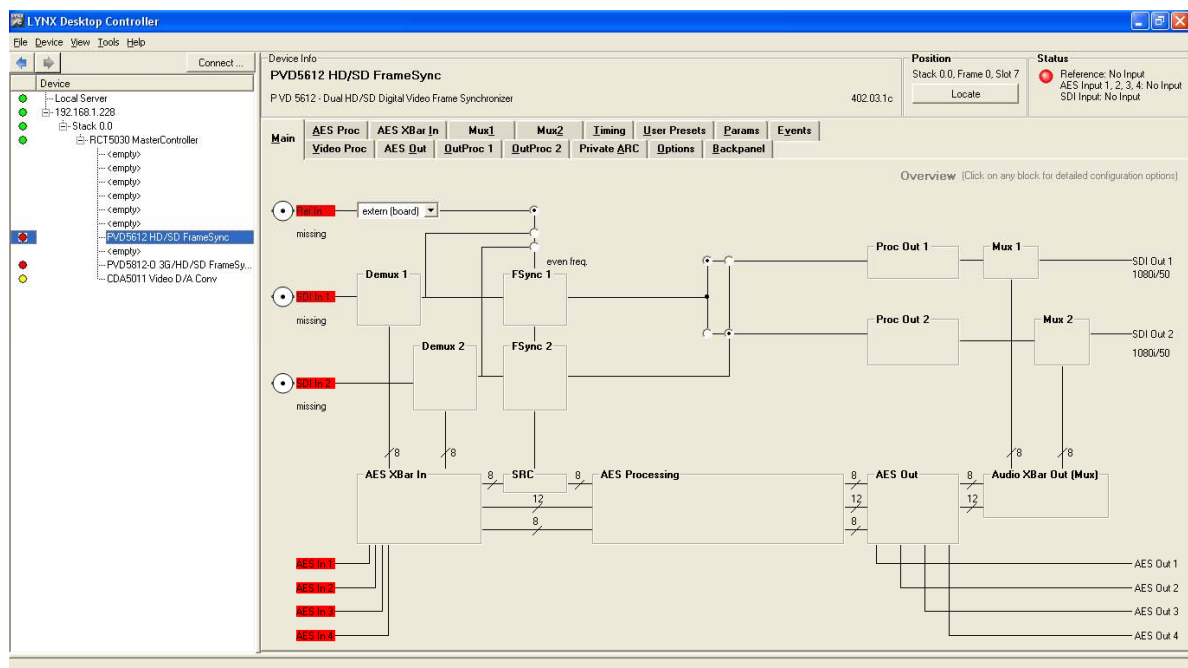 LYNX Desktop Controller
File Device View Tools Help
Connect ...
Device
Local Server
192.168.1.228
Stack 0.0
RCT5030 MasterController
<empty>
<empty>
<empty>
<empty>
<empty>
<empty>
PVD5612 HD/SD FrameSync
<empty>
PVD5812-O 3G/HD/SD FrameSy...
CDA5011 Video D/A Conv
Device Info
PVD5612 HD/SD FrameSync
P VD 5612 - Dual HD/SD Digital Video Frame Synchronizer 402.03.1c
Position
Stack 0.0, Frame 0, Slot 7
Locate
Status
Reference: No Input
AES Input 1, 2, 3, 4: No Input
SDI Input: No Input
Main
AES Proc AES XBar In Mux1 Mux2 Timing User Presets Params Events
Video Proc AES Out OutProc 1 OutProc 2 Private ARC Options Backpanel
Overview (Click on any block for detailed configuration options)
Ref In extern (board)
missing
even freq.
Demux 1 FSync 1
SDI In 1
missing
Demux 2 FSync 2
SDI In 2
missing
Proc Out 1 Mux 1
SDI Out 1
1080i/50
Proc Out 2 Mux 2
SDI Out 2
1080i/50
8 8 8 8
AES XBar In 8 SRC 8 AES Processing 8 AES Out 8 Audio XBar Out (Mux)
12 12 12
8 8
AES In 1 AES Out 1
AES In 2 AES Out 2
AES In 3 AES Out 3
AES In 4 AES Out 4